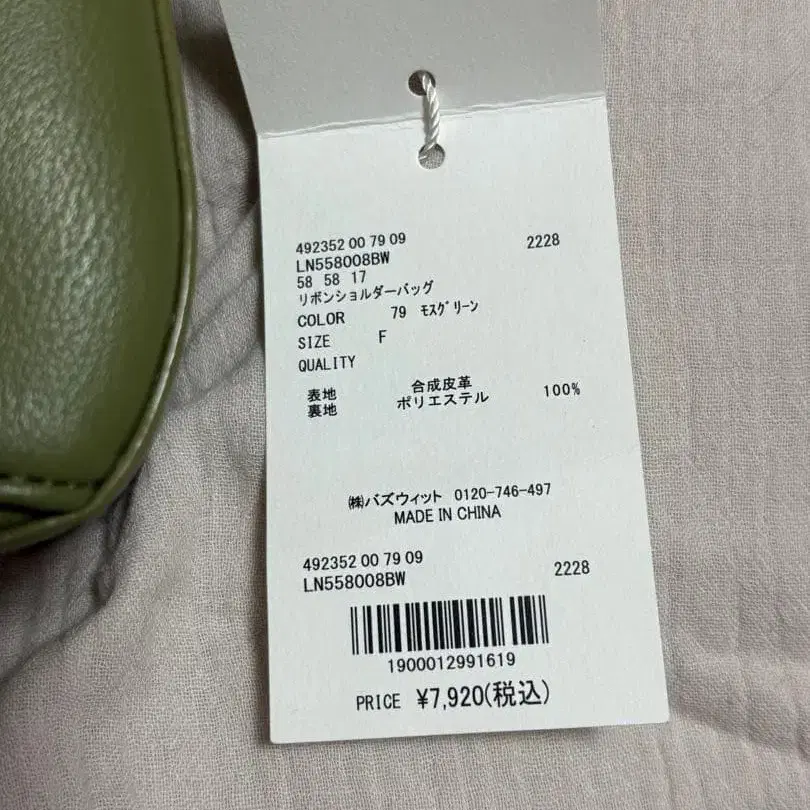 492352 00 79 09 2228
LN558008BW
58 58 17
リボンショルダーバッグ
COLOR 79 ﾓｽｸﾞﾘｰﾝ
SIZE F
QUALITY
表地 合成皮革
裏地 ポリエステル 100%
㈱バズウィット 0120-746-497
MADE IN CHINA
492352 00 79 09
LN558008BW 2228
1900012991619
PRICE ¥7,920(税込)